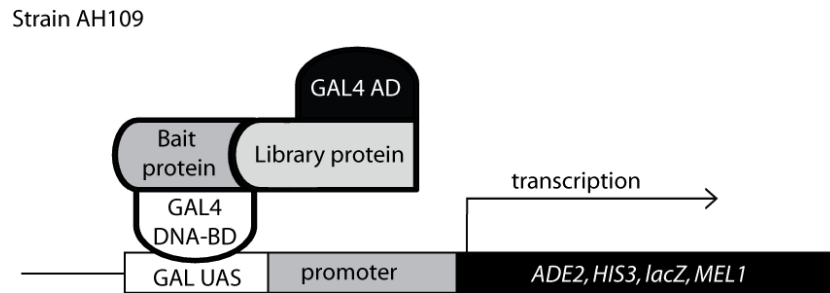 Strain AH109
GAL4 AD
Bait
protein
Library protein
GAL4
DNA-BD
transcription
GAL UAS
promoter
ADE2, HIS3, lacZ, MEL1